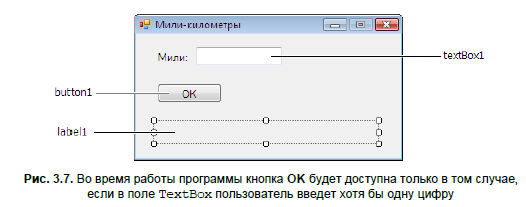 Мили-километры
Мили:
textBox1
button1
OK
label1
Рис. 3.7. Во время работы программы кнопка OK будет доступна только в том случае,
если в поле TextBox пользователь введет хотя бы одну цифру